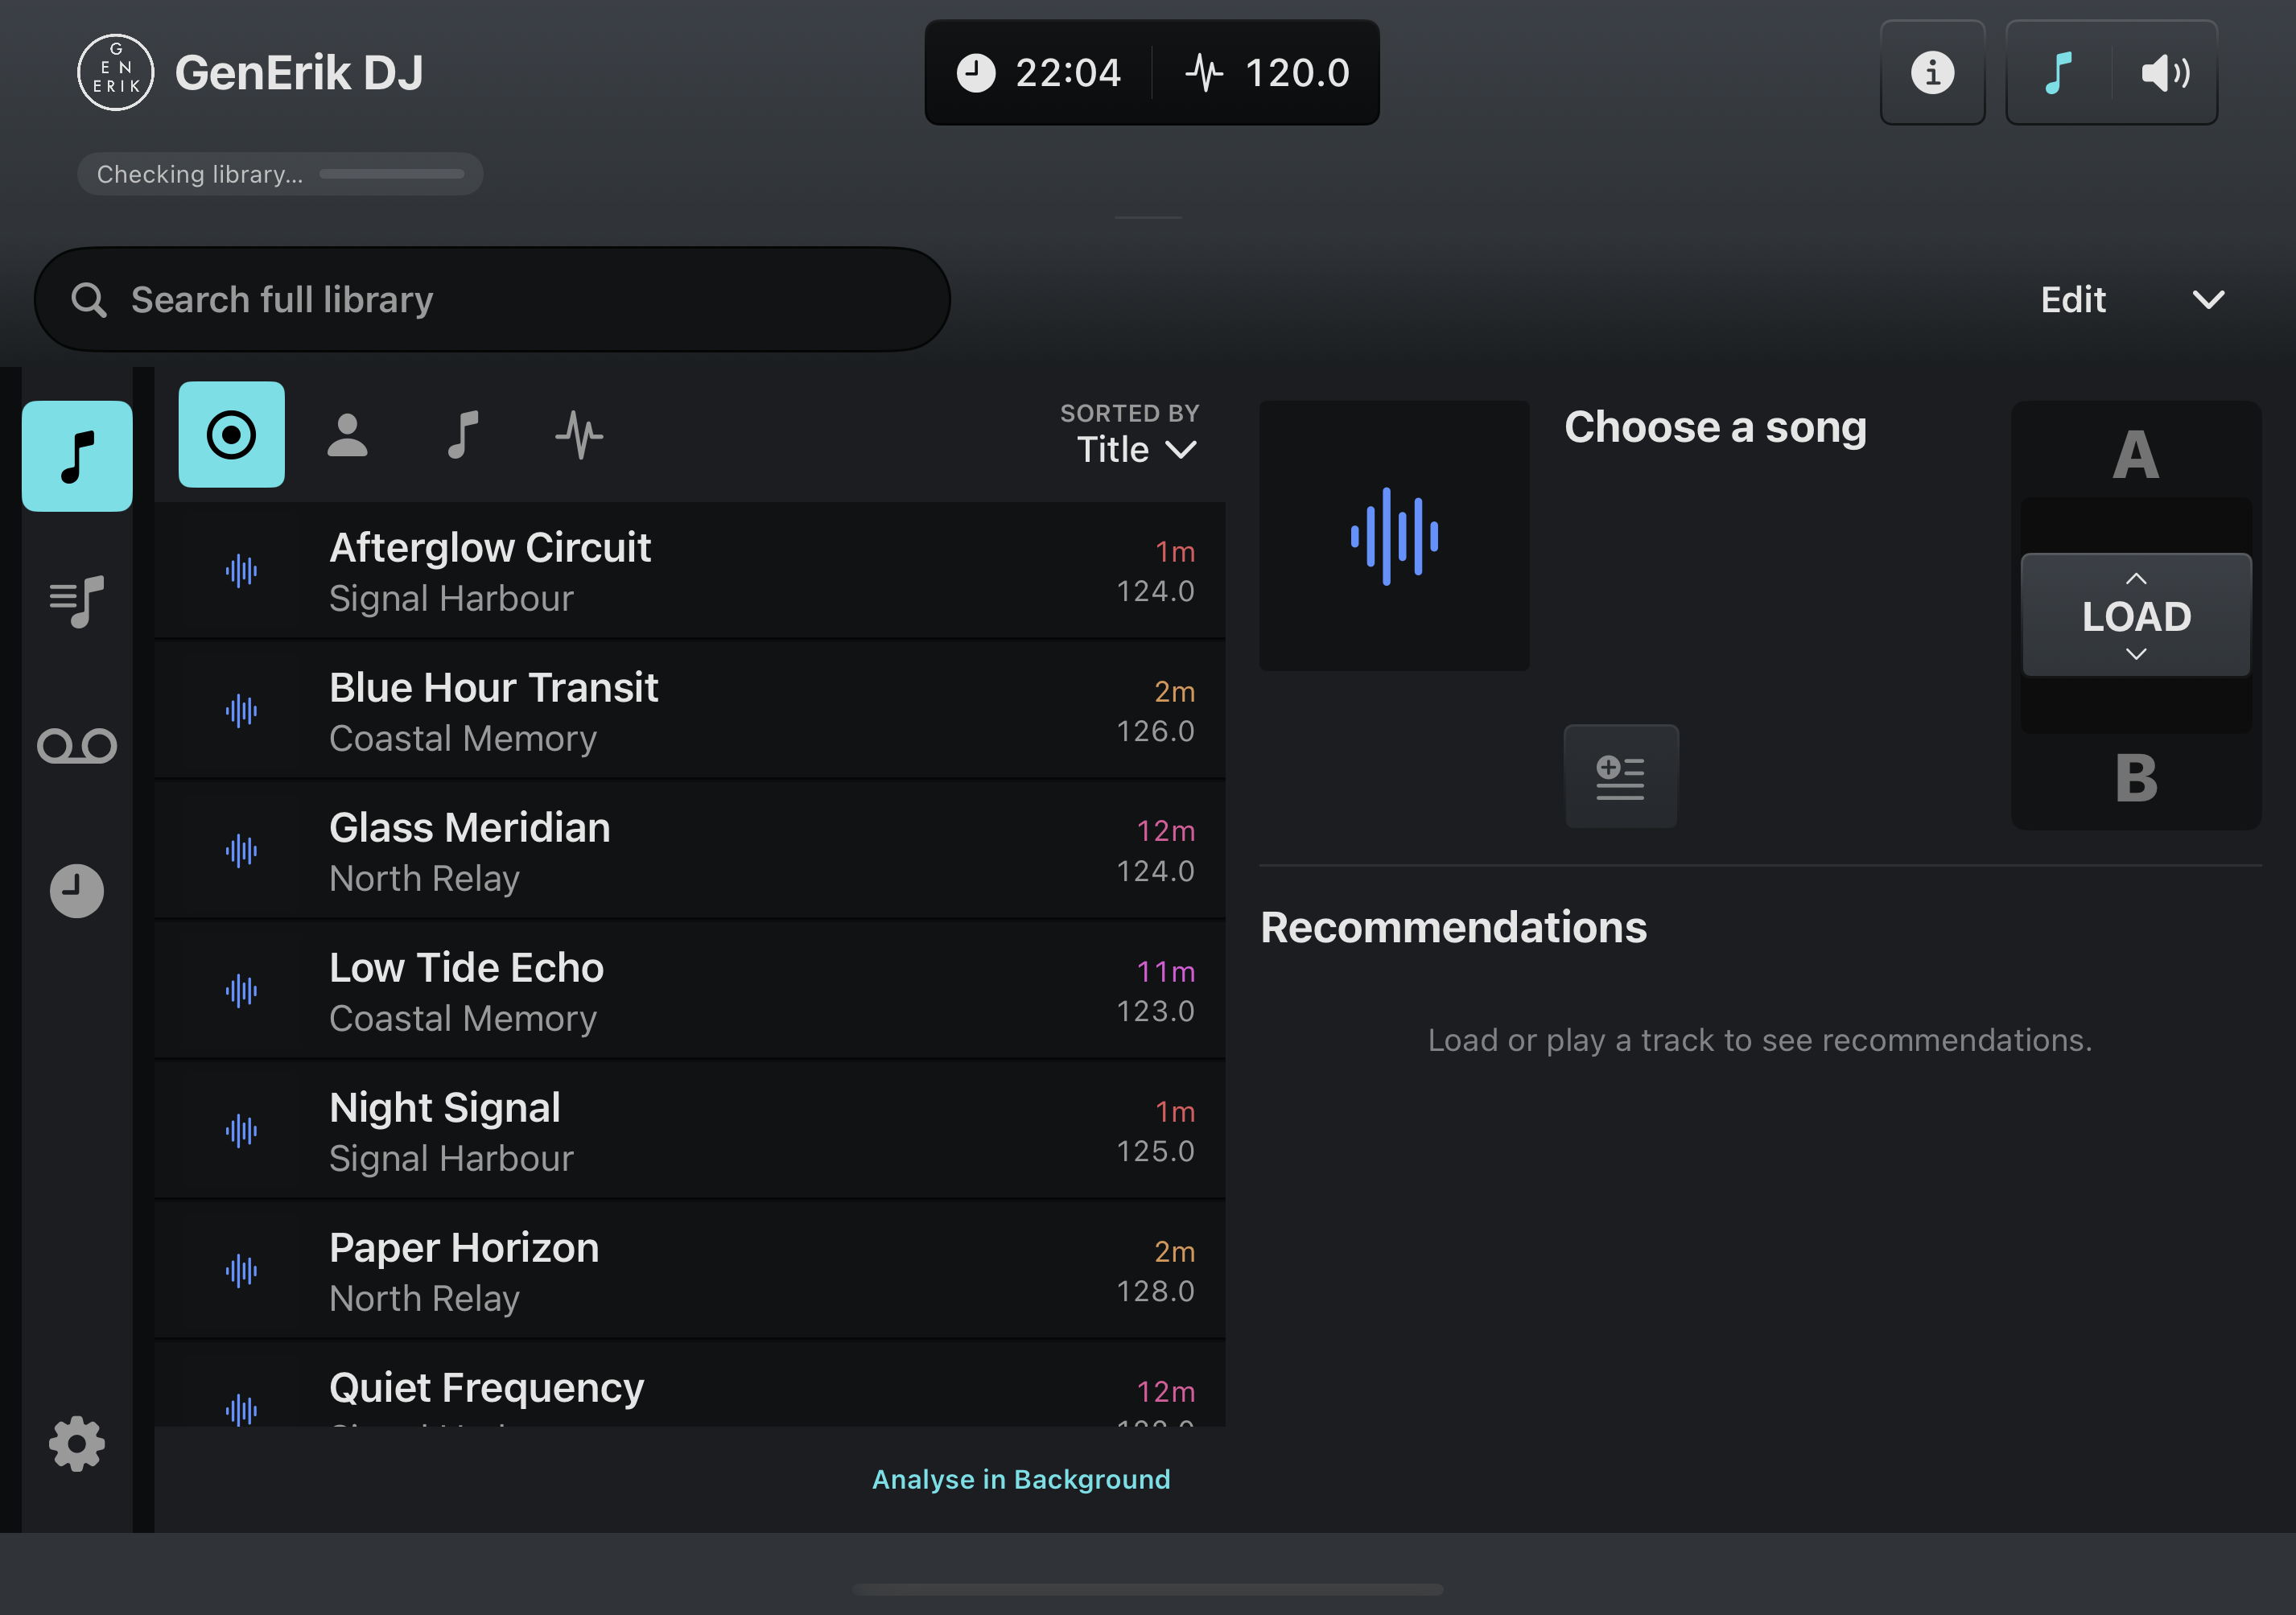 G
EN
ERIK
GenErik DJ
22:04
120.0
Checking library...
Search full library
Edit
SORTED BY
Title
Afterglow Circuit
1m
Signal Harbour
124.0
Blue Hour Transit
2m
Coastal Memory
126.0
Glass Meridian
12m
North Relay
124.0
Low Tide Echo
11m
Coastal Memory
123.0
Night Signal
1m
Signal Harbour
125.0
Paper Horizon
2m
North Relay
128.0
Quiet Frequency
12m
Analyse in Background
Choose a song
A
LOAD
B
Recommendations
Load or play a track to see recommendations.